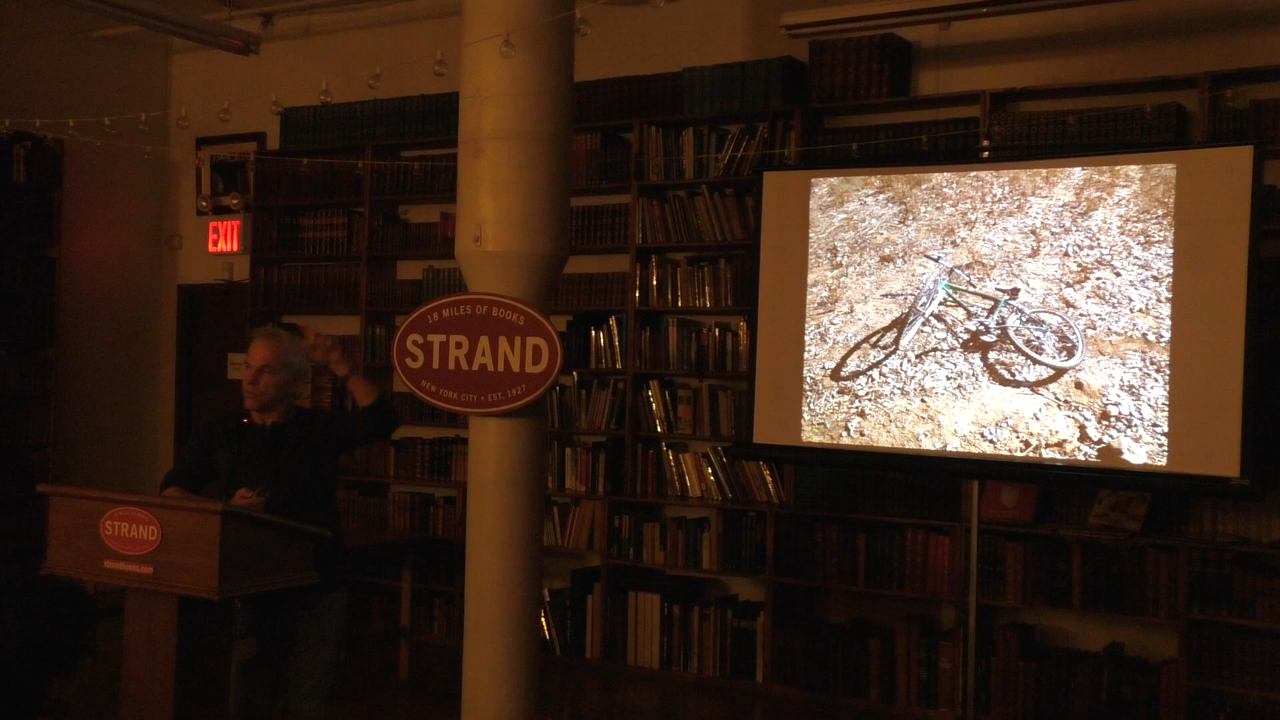 EXIT
18 MILES OF BOOKS
STRAND
NEW YORK CITY • EST. 1927
STRAND